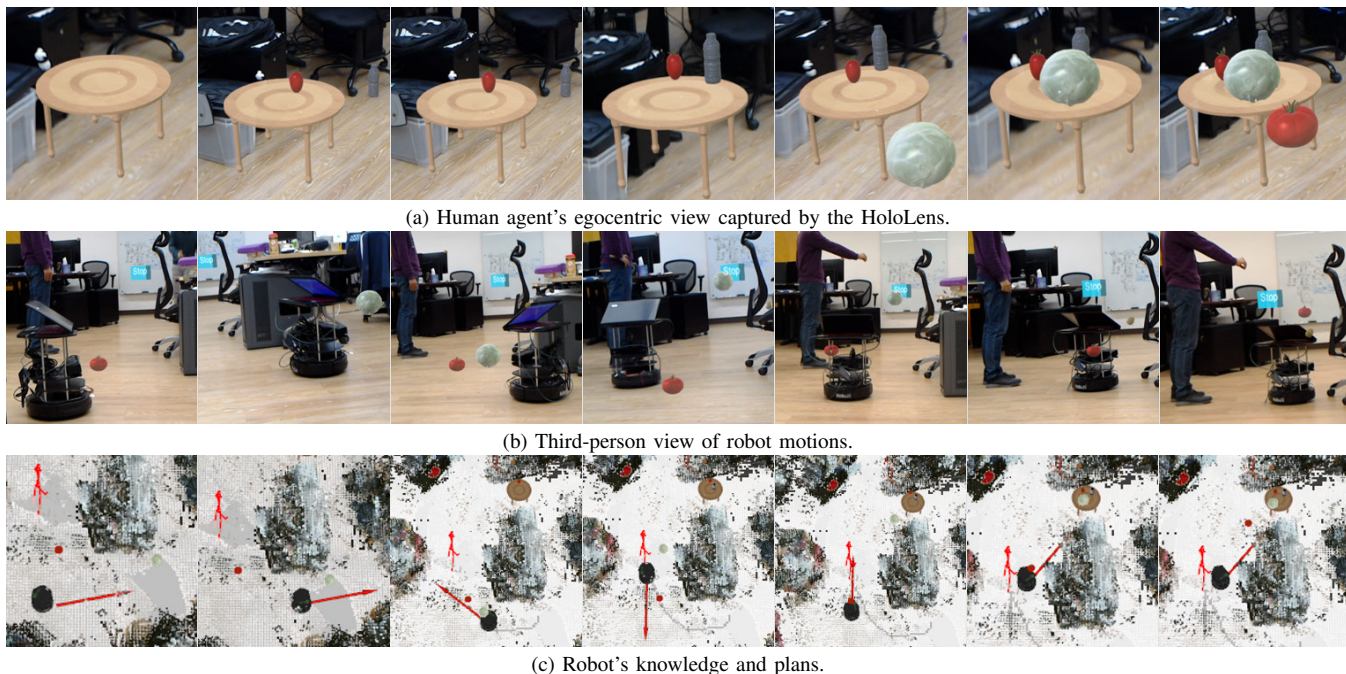 (a) Human agent's egocentric view captured by the HoloLens.
Stop Stop Stop Stop Stop Stop Stop
(b) Third-person view of robot motions.
(c) Robot's knowledge and plans.